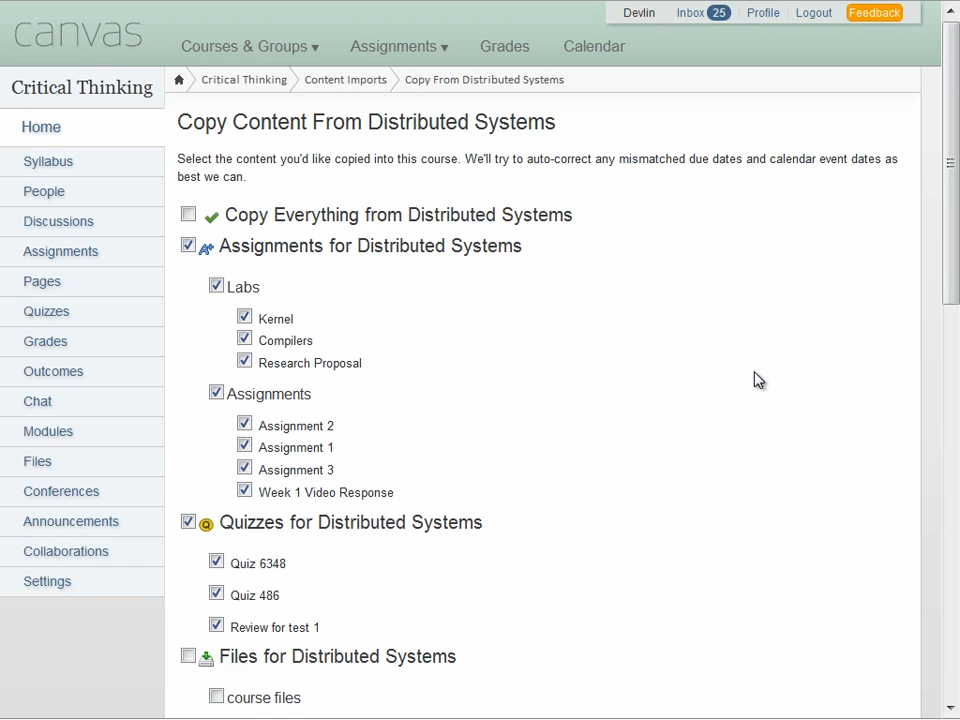 canvas
Devlin Inbox 25 Profile Logout Feedback
Courses & Groups Assignments Grades Calendar
Critical Thinking
Critical Thinking Content Imports Copy From Distributed Systems
Home
Syllabus
People
Discussions
Assignments
Pages
Quizzes
Grades
Outcomes
Chat
Modules
Files
Conferences
Announcements
Collaborations
Settings
Copy Content From Distributed Systems
Select the content you'd like copied into this course. We'll try to auto-correct any mismatched due dates and calendar event dates as
best we can.
Copy Everything from Distributed Systems
A+ Assignments for Distributed Systems
Labs
Kernel
Compilers
Research Proposal
Assignments
Assignment 2
Assignment 1
Assignment 3
Week 1 Video Response
Q Quizzes for Distributed Systems
Quiz 6348
Quiz 486
Review for test 1
Files for Distributed Systems
course files